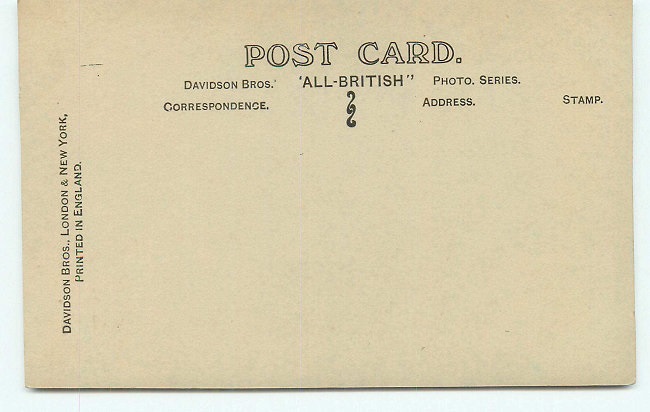 POST CARD.
DAVIDSON BROS.' 'ALL-BRITISH" PHOTO. SERIES.
CORRESPONDENCE. ADDRESS. STAMP.
DAVIDSON BROS., LONDON & NEW YORK,
PRINTED IN ENGLAND.